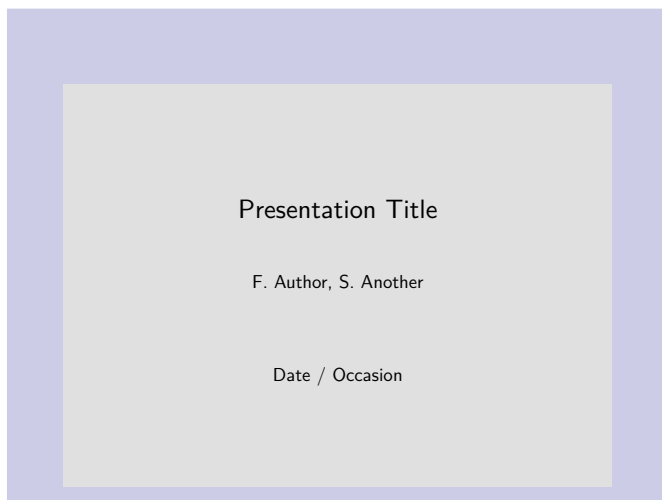 Presentation Title
F. Author, S. Another
Date / Occasion